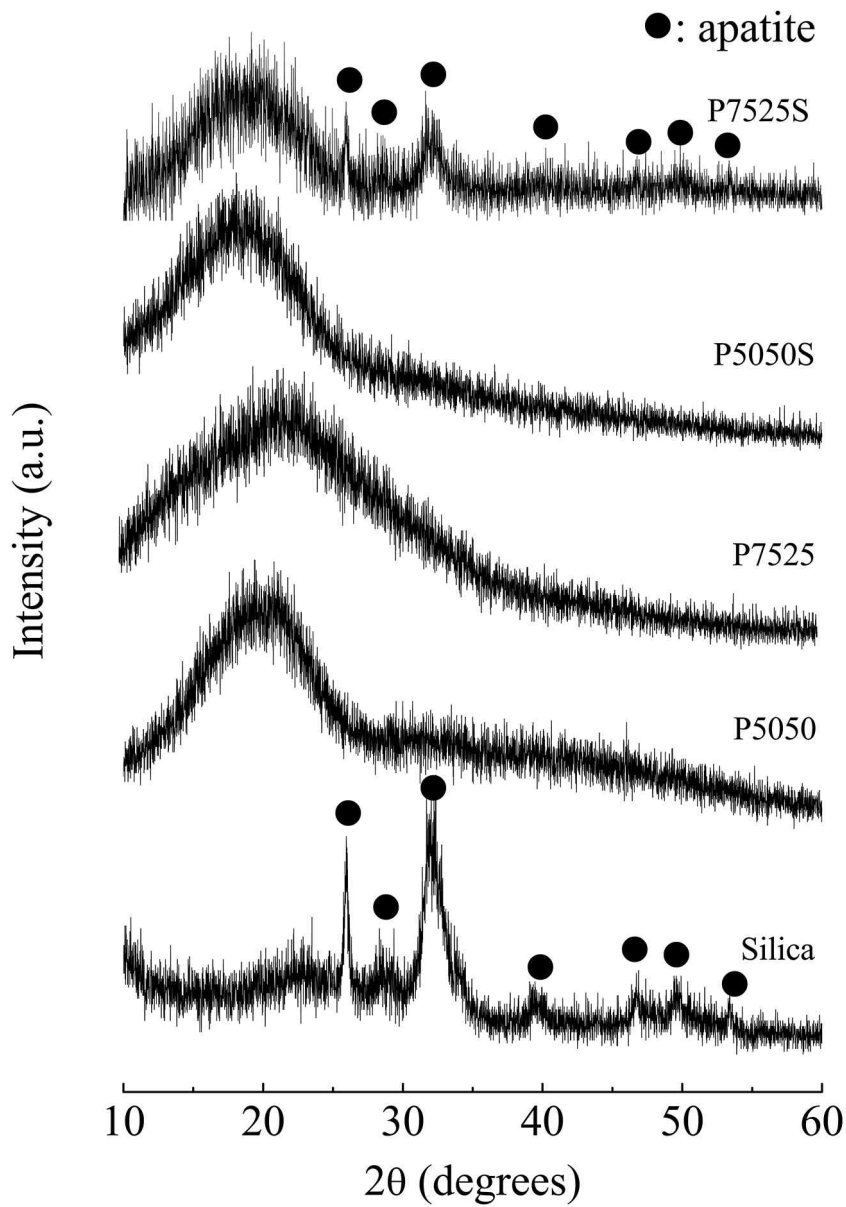 ●: apatite
P7525S
P5050S
P7525
P5050
Silica
Intensity (a.u.)
10 20 30 40 50 60
2θ (degrees)